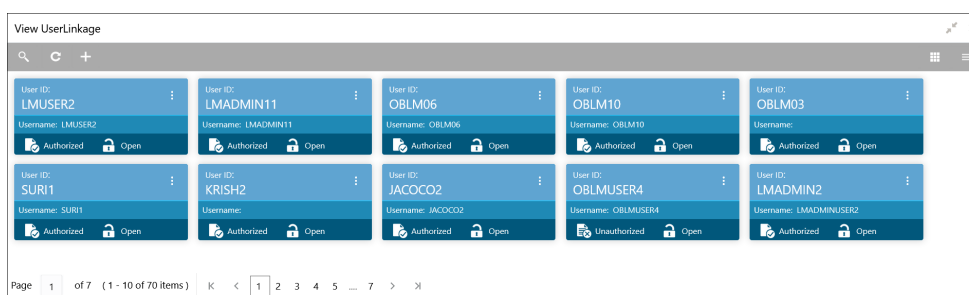 View UserLinkage
User ID: User ID: User ID: User ID: User ID:
LMUSER2 LMADMIN11 OBLM06 OBLM10 OBLM03
Username: LMUSER2 Username: LMADMIN11 Username: OBLM06 Username: OBLM10 Username:
Authorized Open Authorized Open Authorized Open Authorized Open Authorized Open
User ID: User ID: User ID: User ID: User ID:
SURI1 KRISH2 JACOCO2 OBLMUSER4 LMADMIN2
Username: SURI1 Username: Username: JACOCO2 Username: OBLMUSER4 Username: LMADMINUSER2
Authorized Open Authorized Open Authorized Open Unauthorized Open Authorized Open
Page 1 of 7 (1 - 10 of 70 items) 1 2 3 4 5 ... 7